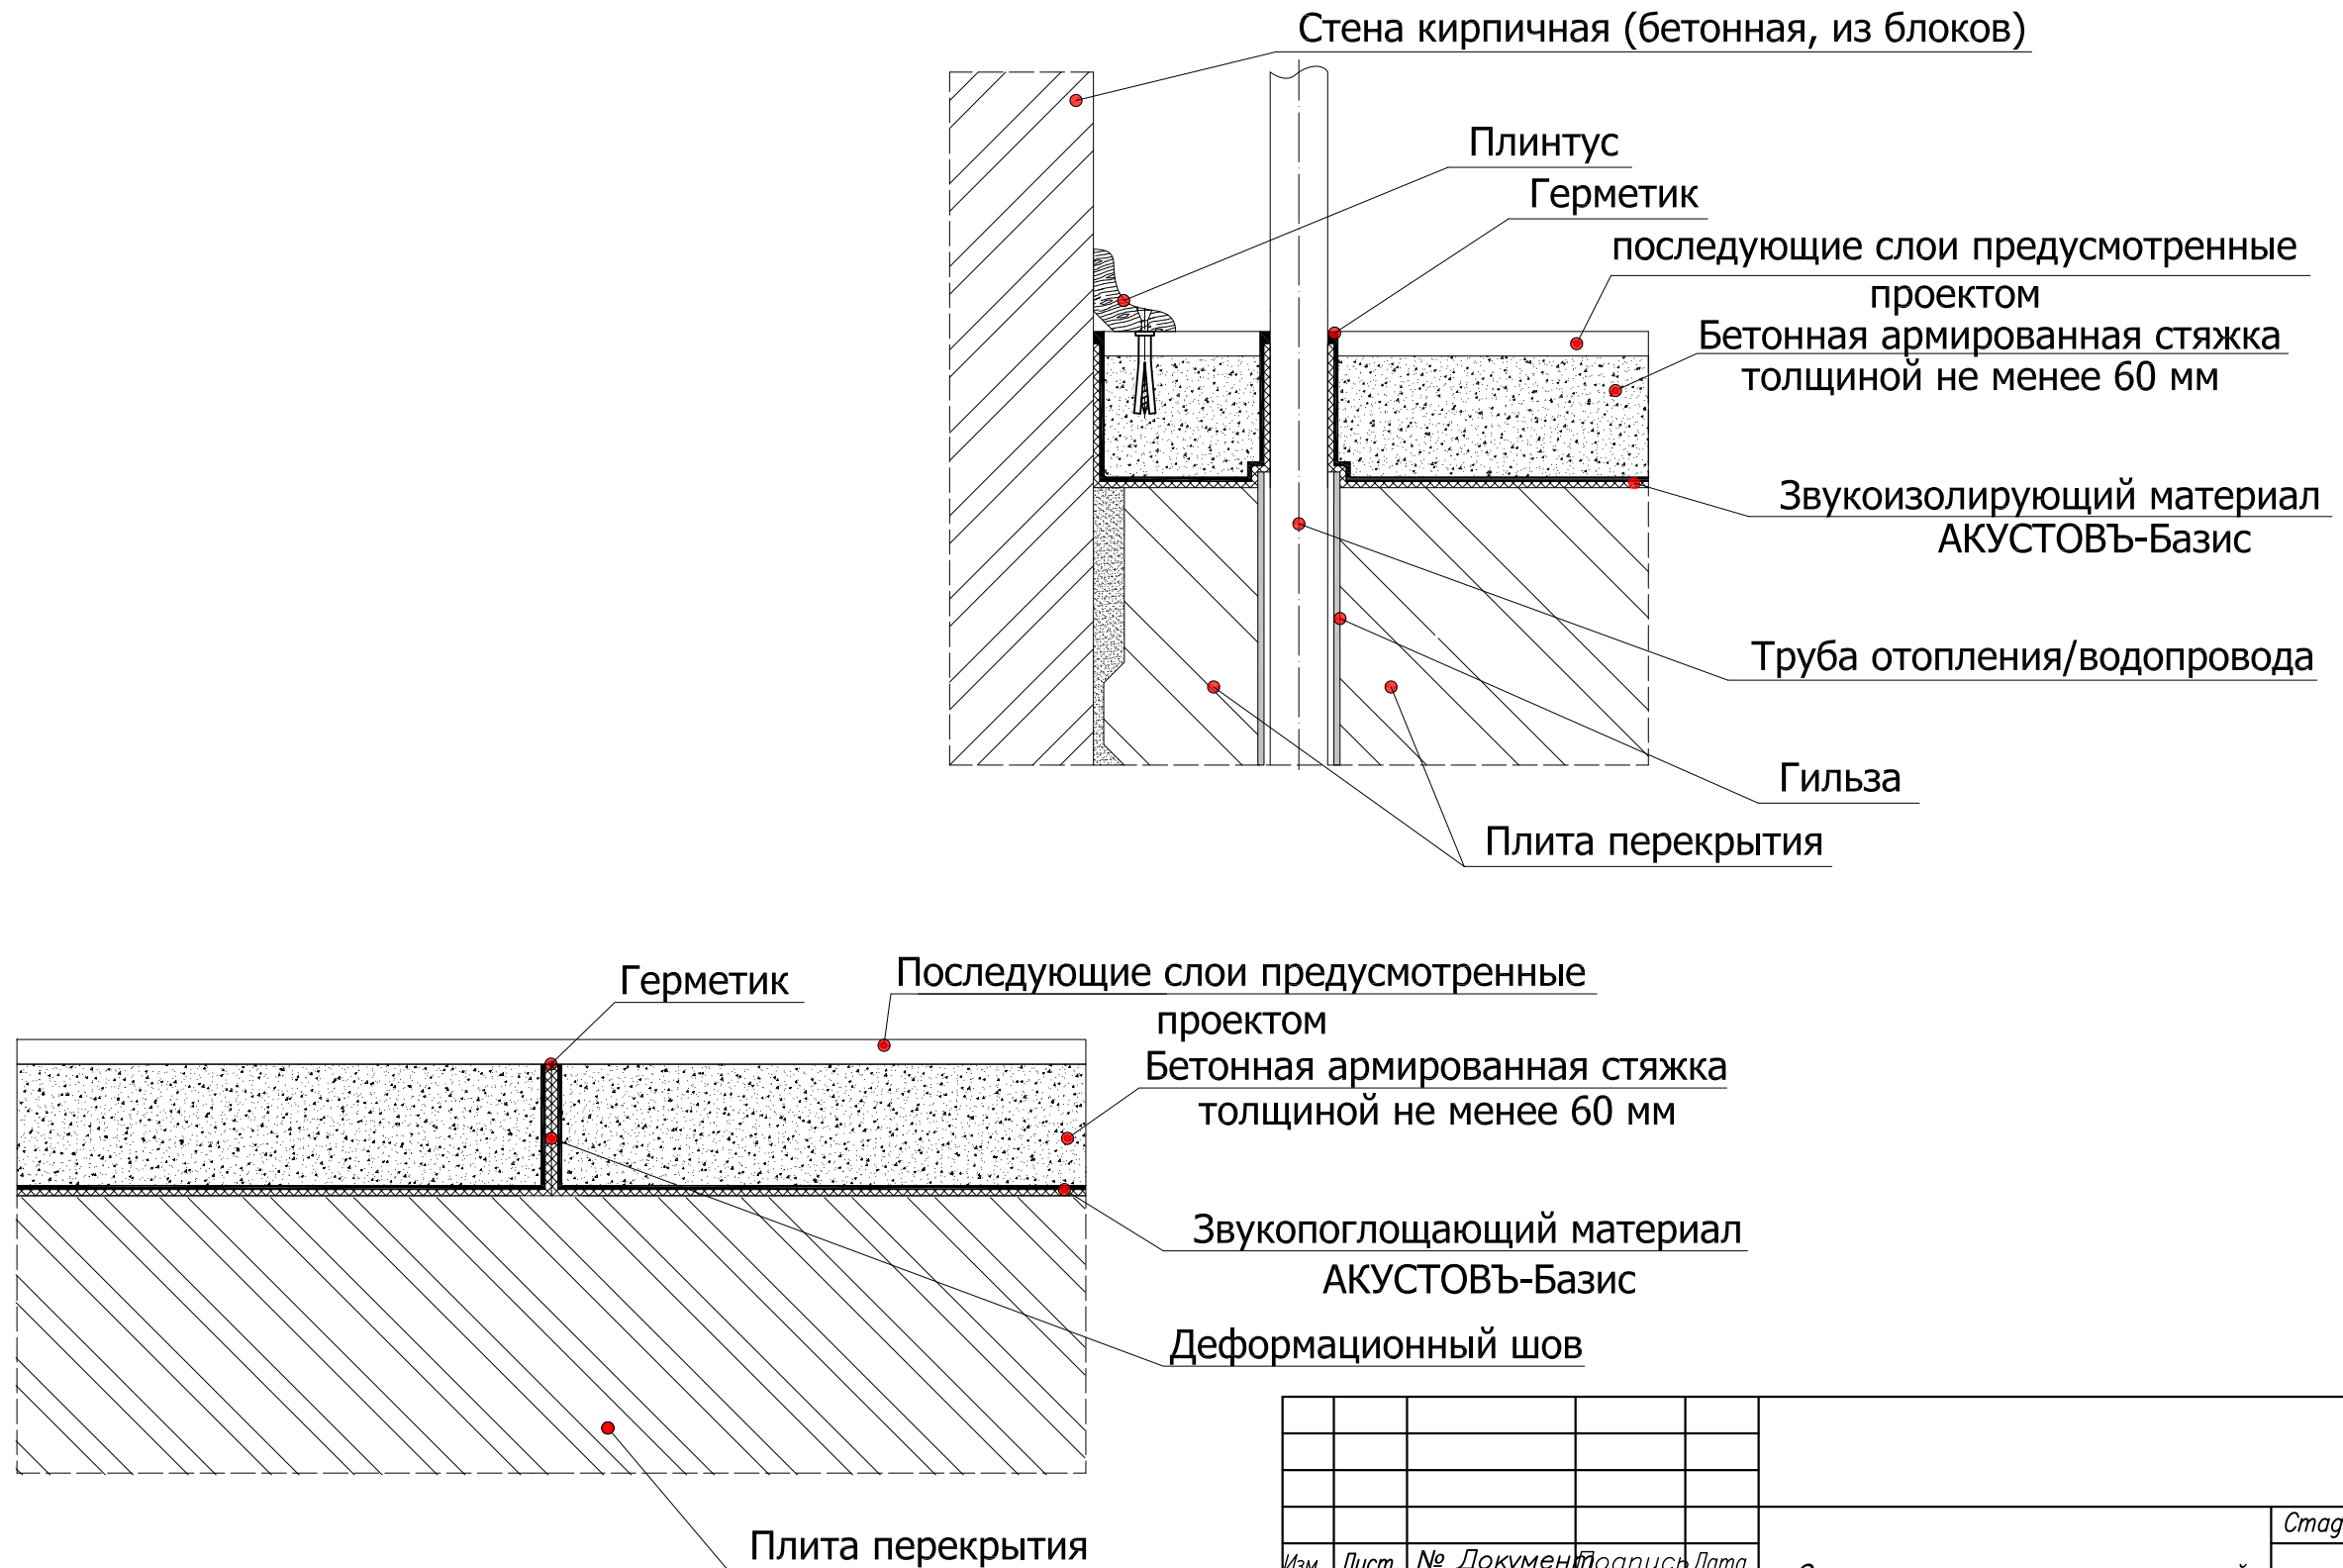 Стена кирпичная (бетонная, из блоков)
Плинтус
Герметик
последующие слои предусмотренные
проектом
Бетонная армированная стяжка
толщиной не менее 60 мм
Звукоизолирующий материал
АКУСТОВЪ-Базис
Труба отопления/водопровода
Гильза
Плита перекрытия
Герметик
Последующие слои предусмотренные
проектом
Бетонная армированная стяжка
толщиной не менее 60 мм
Звукопоглощающий материал
АКУСТОВЪ-Базис
Деформационный шов
Плита перекрытия
Стад
Изм Лист № Документ Подпись Дата